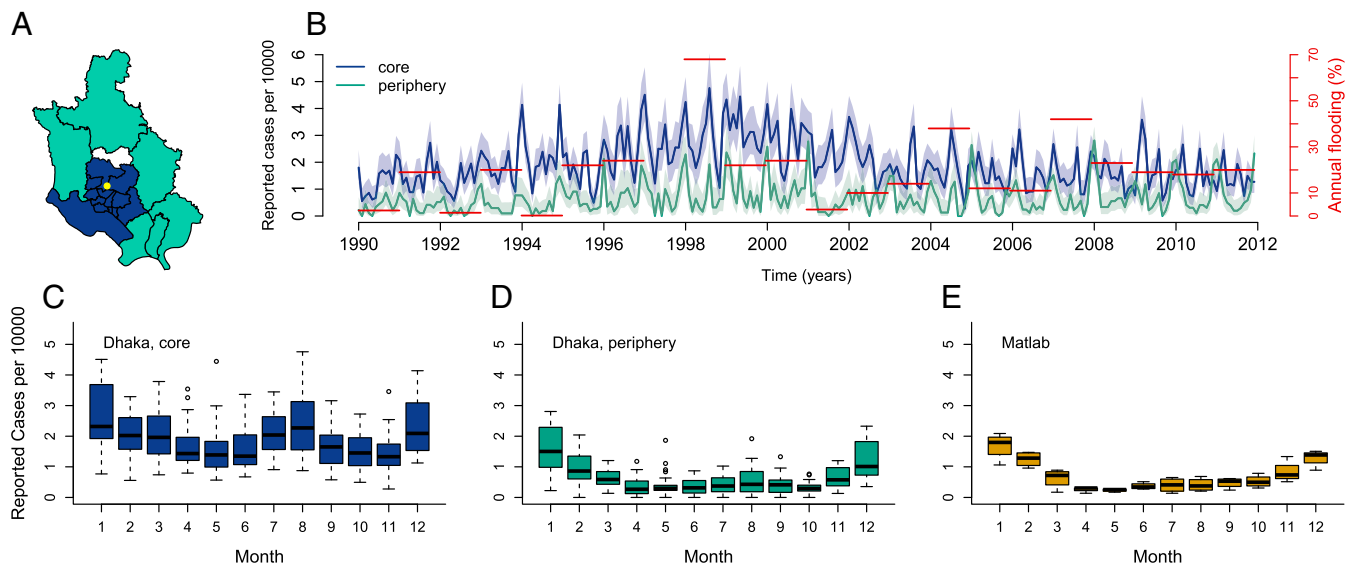 A
B
Reported cases per 10000
0 1 2 3 4 5 6
core
periphery
1990 1992 1994 1996 1998 2000 2002 2004 2006 2008 2010 2012
Time (years)
0 10 30 50 70
Annual flooding (%)
C
Reported Cases per 10000
0 1 2 3 4 5
Dhaka, core
1 2 3 4 5 6 7 8 9 10 11 12
Month
D
0 1 2 3 4 5
Dhaka, periphery
1 2 3 4 5 6 7 8 9 10 11 12
Month
E
0 1 2 3 4 5
Matlab
1 2 3 4 5 6 7 8 9 10 11 12
Month